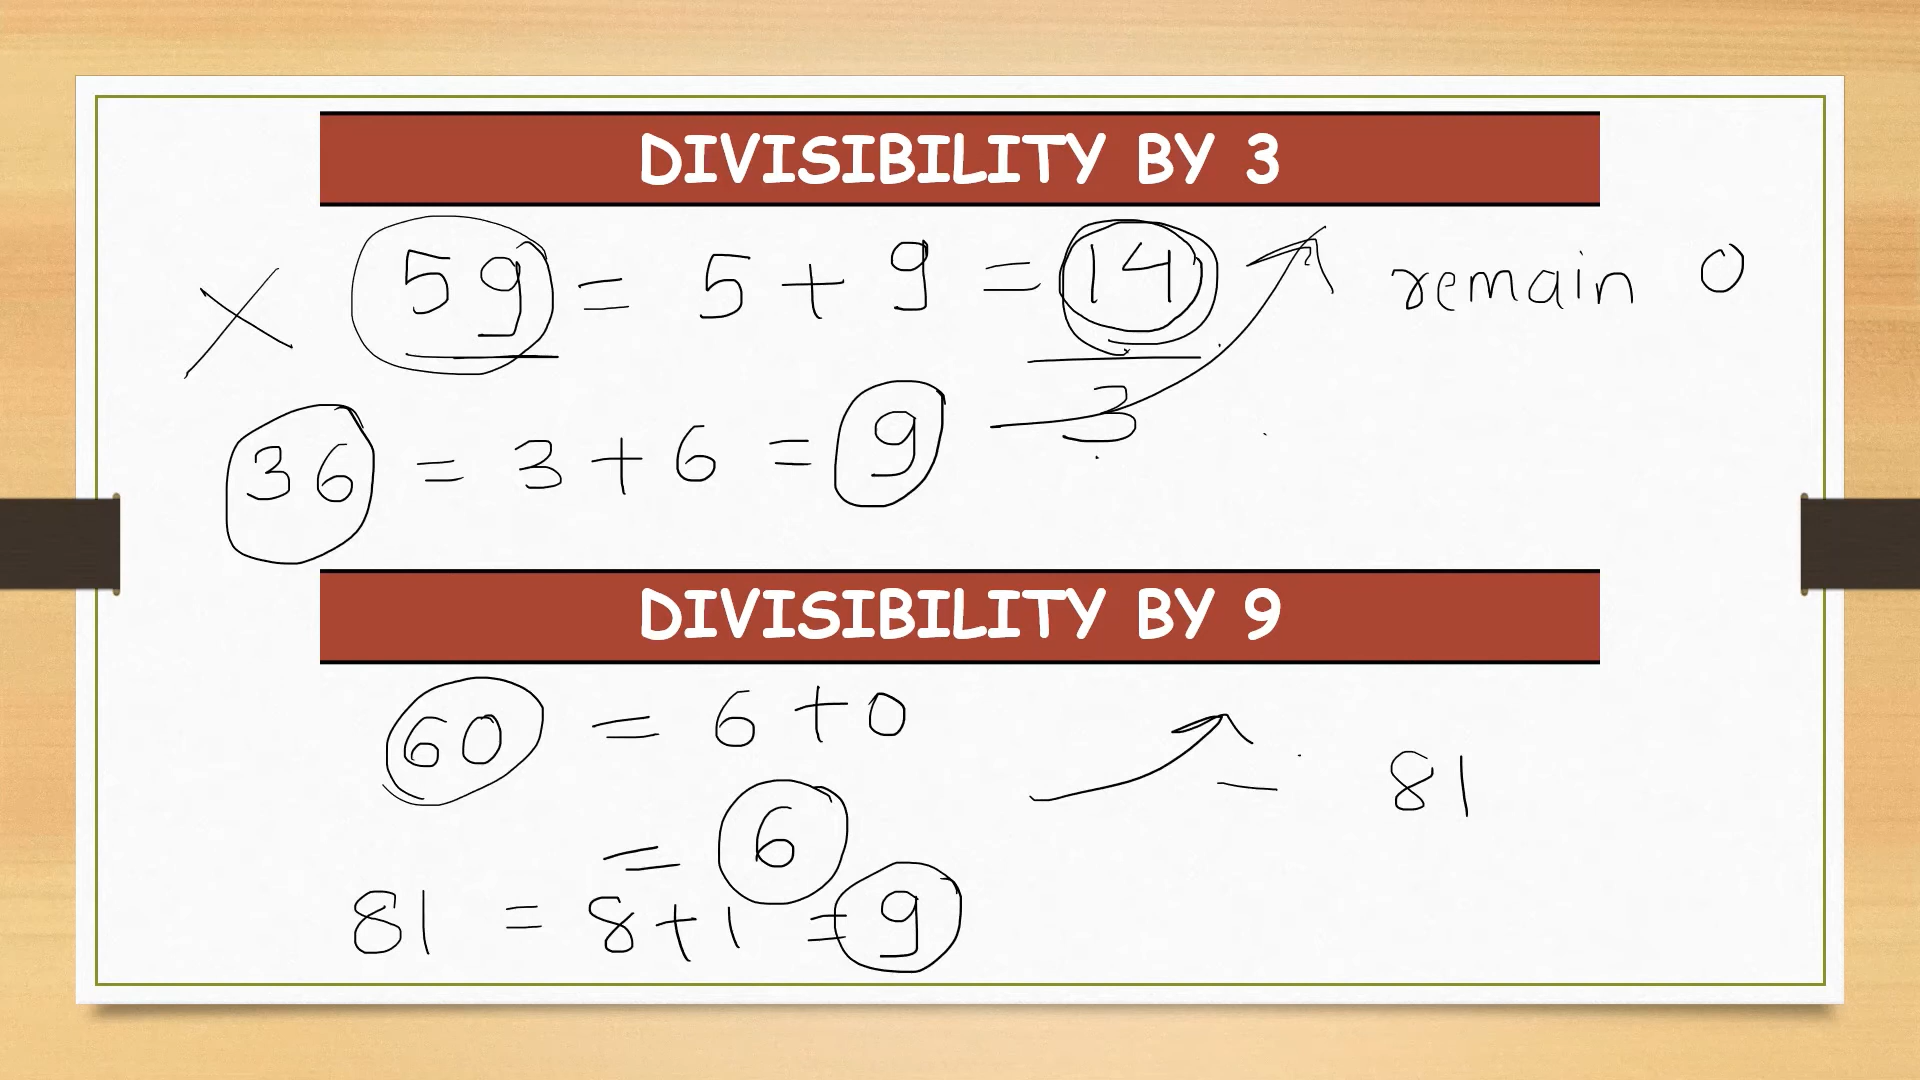 DIVISIBILITY BY 3
59 = 5 + 9 = 14 remain 0
3
36 = 3 + 6 = 9
DIVISIBILITY BY 9
60 = 6 + 0
81
= 6
81 = 8 + 1 = 9